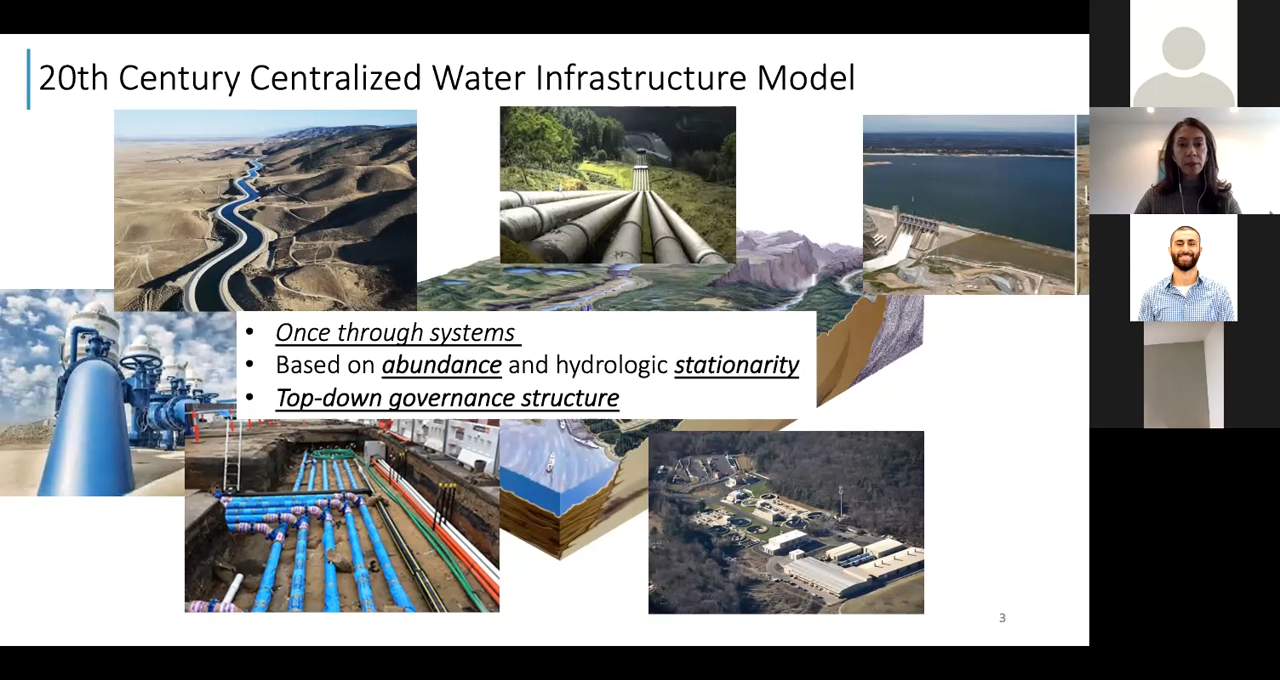 20th Century Centralized Water Infrastructure Model
• Once through systems
• Based on abundance and hydrologic stationarity
• Top-down governance structure
3